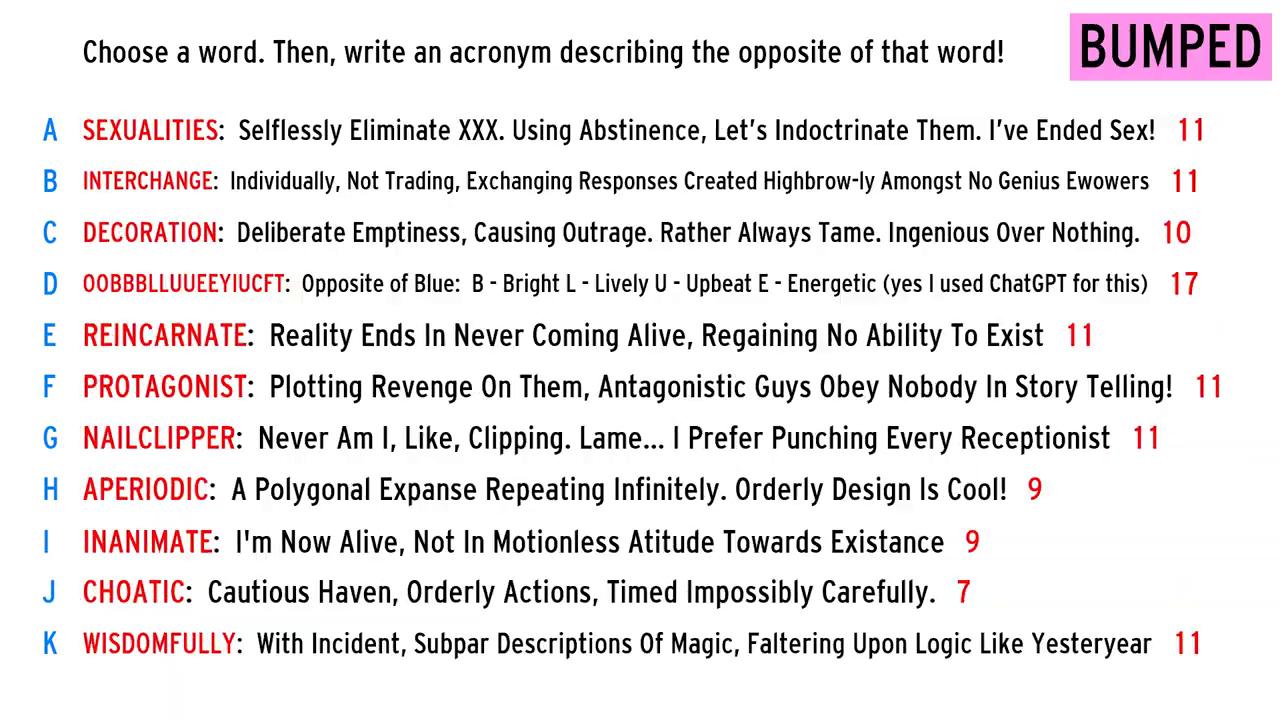 Choose a word. Then, write an acronym describing the opposite of that word!
BUMPED
A SEXUALITIES: Selflessly Eliminate XXX. Using Abstinence, Let's Indoctrinate Them. I've Ended Sex! 11
B INTERCHANGE: Individually, Not Trading, Exchanging Responses Created Highbrow-ly Amongst No Genius Ewowers 11
C DECORATION: Deliberate Emptiness, Causing Outrage. Rather Always Tame. Ingenious Over Nothing. 10
D OOBBBLLUUEEYIUCFT: Opposite of Blue: B - Bright L - Lively U - Upbeat E - Energetic (yes I used ChatGPT for this) 17
E REINCARNATE: Reality Ends In Never Coming Alive, Regaining No Ability To Exist 11
F PROTAGONIST: Plotting Revenge On Them, Antagonistic Guys Obey Nobody In Story Telling! 11
G NAILCLIPPER: Never Am I, Like, Clipping. Lame... I Prefer Punching Every Receptionist 11
H APERIODIC: A Polygonal Expanse Repeating Infinitely. Orderly Design Is Cool! 9
I INANIMATE: I'm Now Alive, Not In Motionless Atitude Towards Existance 9
J CHOATIC: Cautious Haven, Orderly Actions, Timed Impossibly Carefully. 7
K WISDOMFULLY: With Incident, Subpar Descriptions Of Magic, Faltering Upon Logic Like Yesteryear 11